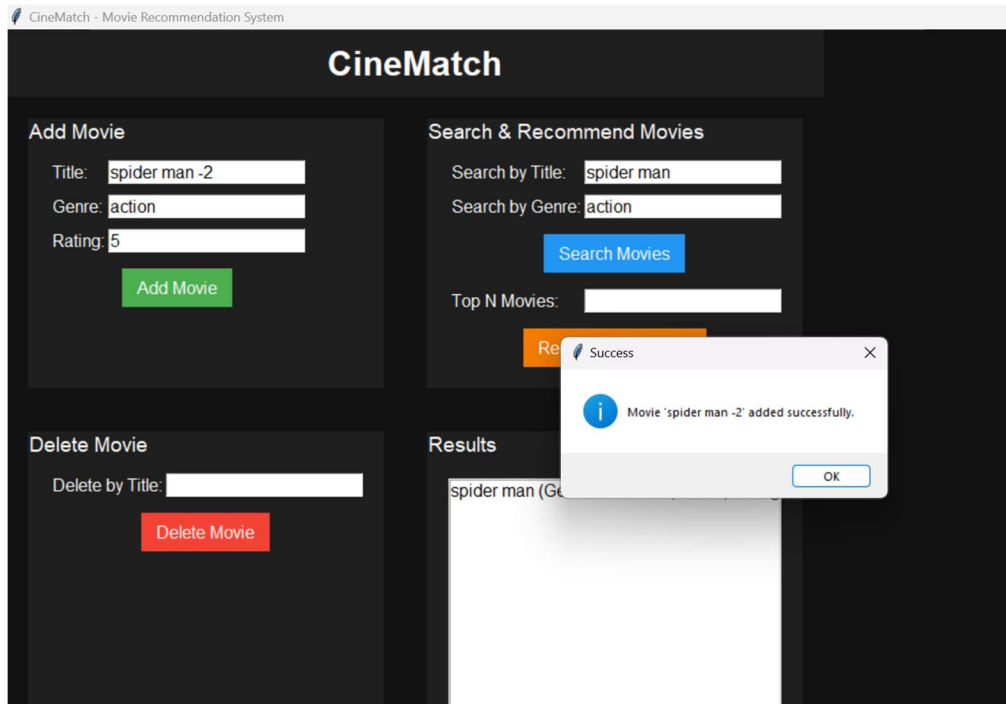 CineMatch - Movie Recommendation System
CineMatch
Add Movie
Title: spider man -2
Genre: action
Rating: 5
Add Movie
Search & Recommend Movies
Search by Title: spider man
Search by Genre: action
Search Movies
Top N Movies:
Success
Movie 'spider man -2' added successfully.
OK
Delete Movie
Delete by Title:
Delete Movie
Results
spider man